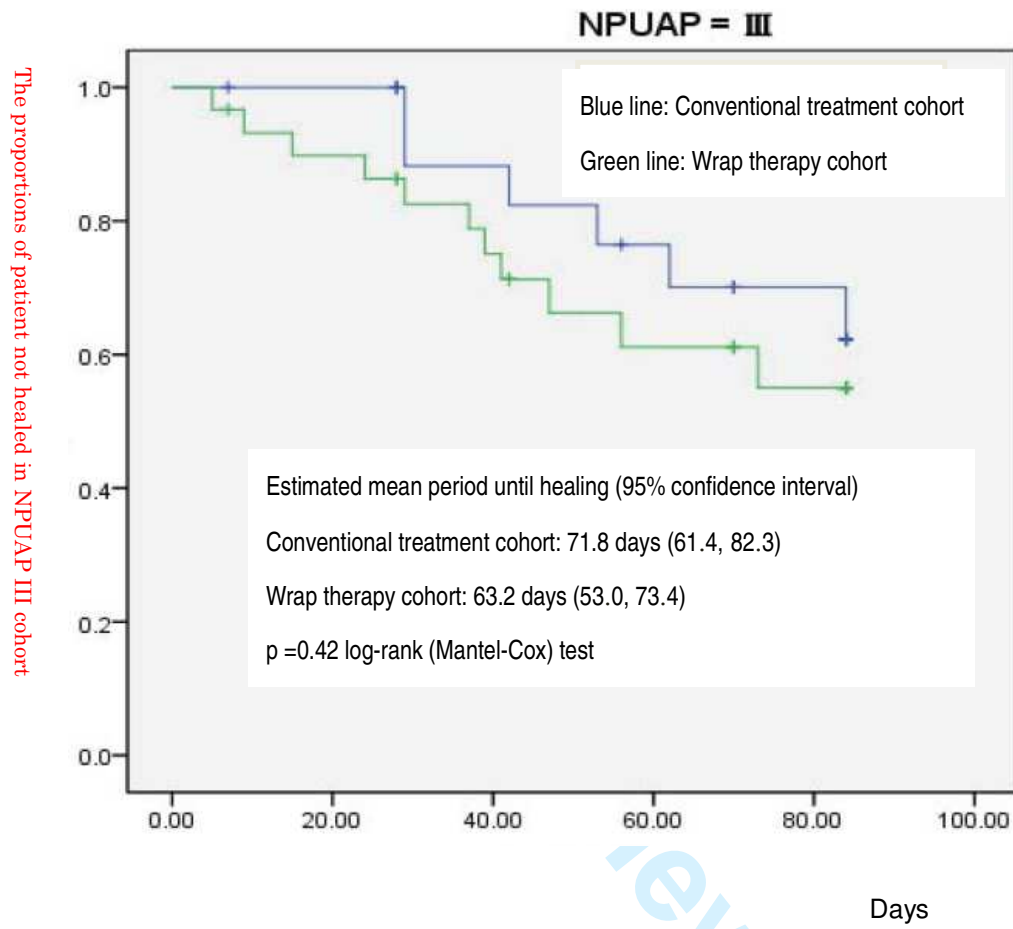 NPUAP = Ⅲ
The proportions of patient not healed in NPUAP III cohort
1.0
0.8
0.6
0.4
0.2
0.0
Blue line: Conventional treatment cohort
Green line: Wrap therapy cohort
Estimated mean period until healing (95% confidence interval)
Conventional treatment cohort: 71.8 days (61.4, 82.3)
Wrap therapy cohort: 63.2 days (53.0, 73.4)
p =0.42 log-rank (Mantel-Cox) test
0.00 20.00 40.00 60.00 80.00 100.00
Days